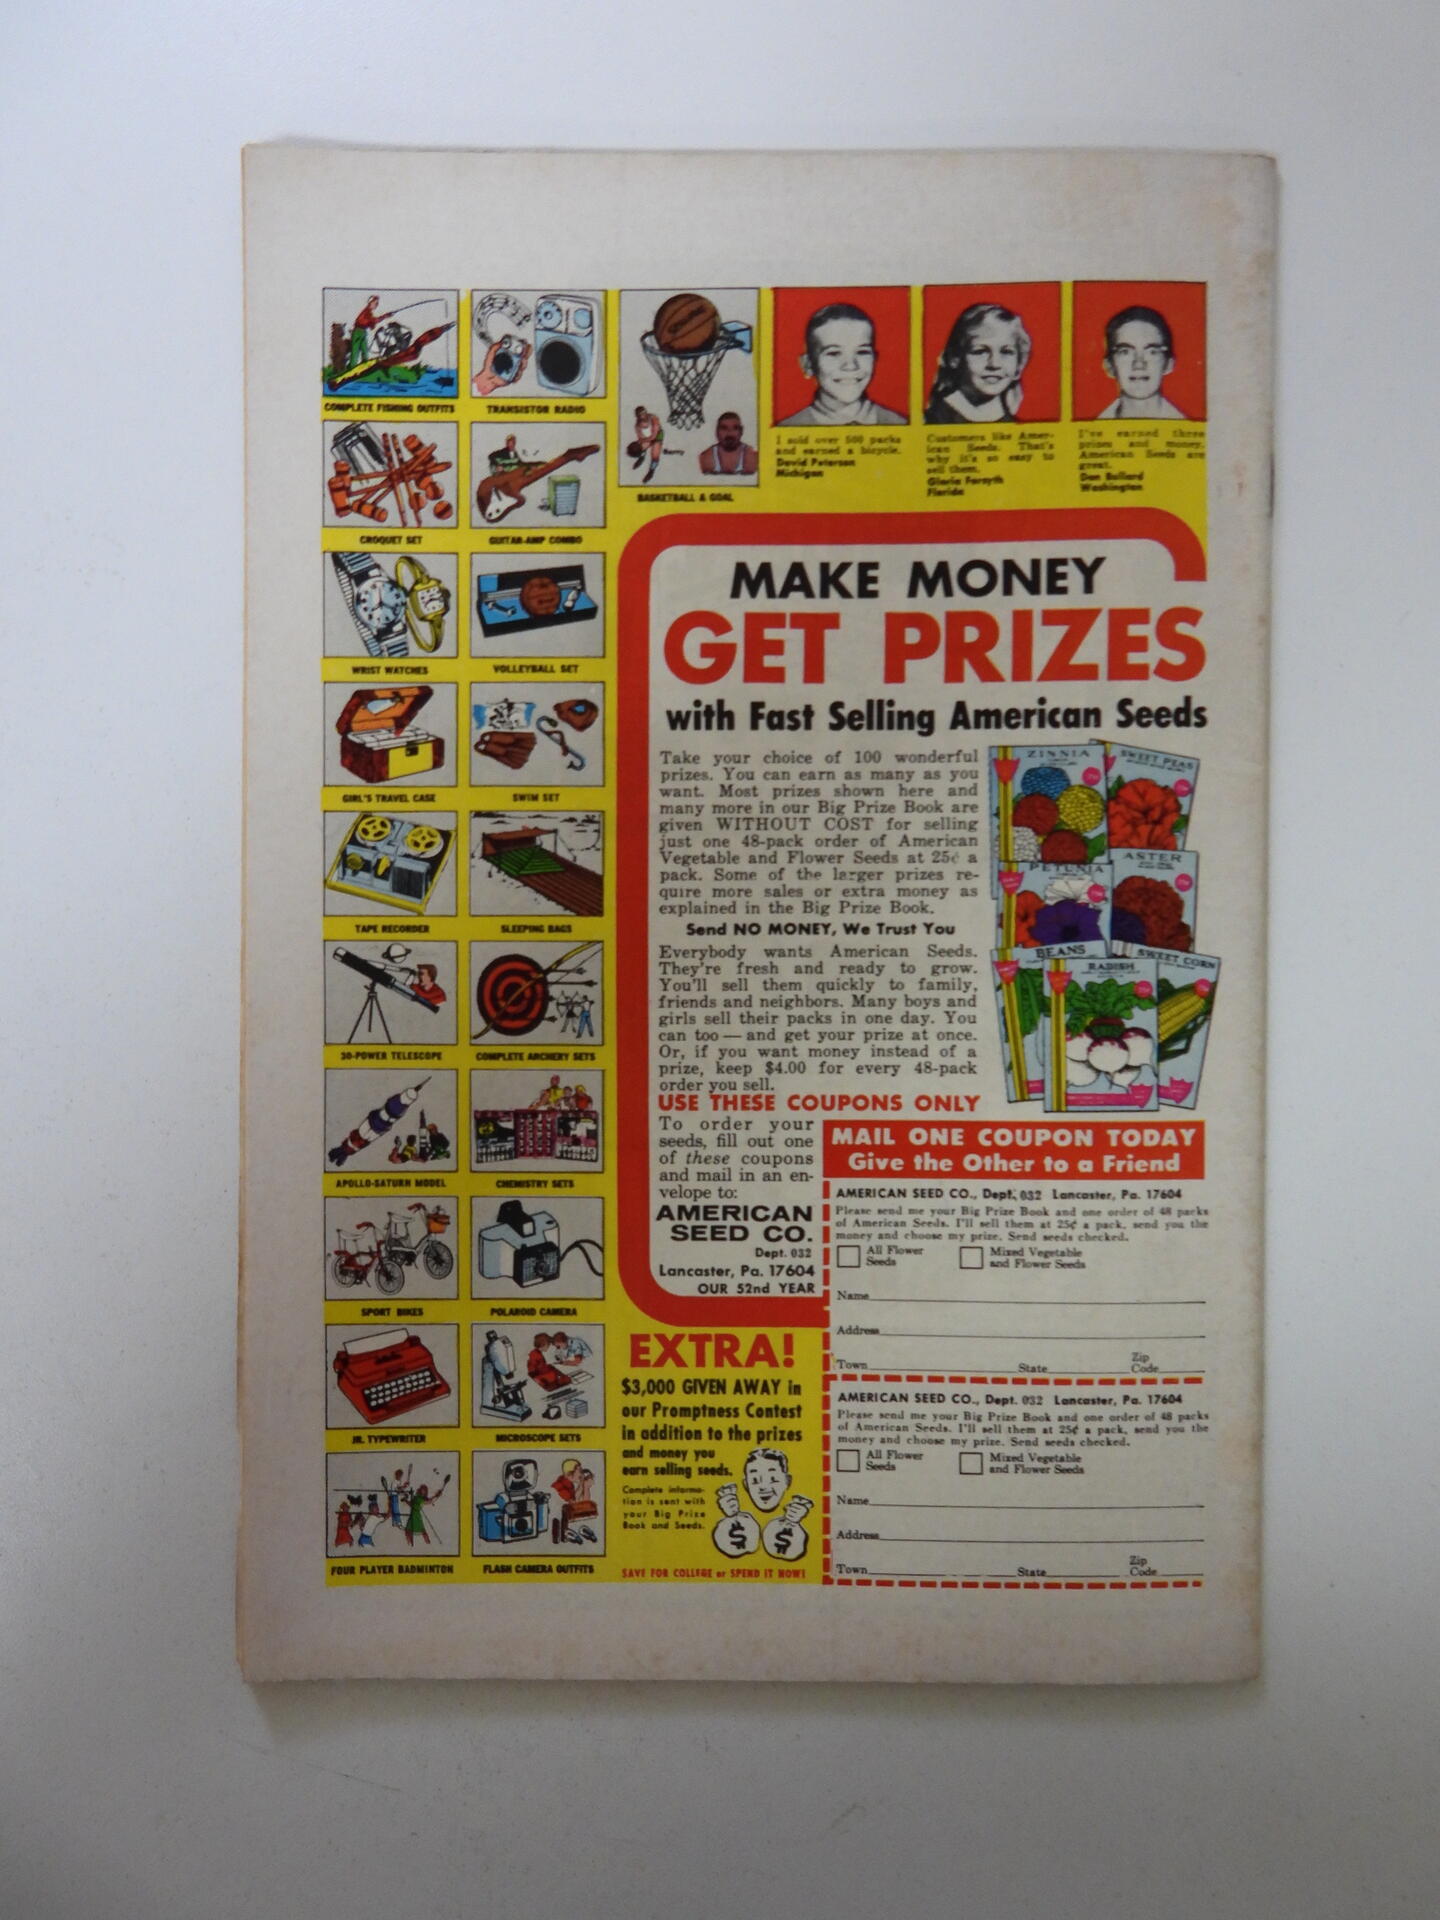 COMPLETE FISHING OUTFITS
TRANSISTOR RADIO
CROQUET SET
GUITAR-AMP COMBO
WRIST WATCHES
VOLLEYBALL SET
GIRL'S TRAVEL CASE
SWIM SET
TAPE RECORDER
SLEEPING BAGS
30-POWER TELESCOPE
COMPLETE ARCHERY SETS
APOLLO-SATURN MODEL
CHEMISTRY SETS
SPORT BIKES
POLAROID CAMERA
JR. TYPEWRITER
MICROSCOPE SETS
FOUR PLAYER BADMINTON
FLASH CAMERA OUTFITS
BASKETBALL & GOAL
I sold over 500 packs
and earned a bicycle.
David Peterson
Michigan
Customers like Amer-
ican Seeds. That's
why it's so easy to
sell them.
Gloria Forsyth
Florida
I've earned three
prizes and money.
American Seeds are
great.
Dan Bullard
Washington
MAKE MONEY
GET PRIZES
with Fast Selling American Seeds
Take your choice of 100 wonderful
prizes. You can earn as many as you
want. Most prizes shown here and
many more in our Big Prize Book are
given WITHOUT COST for selling
just one 48-pack order of American
Vegetable and Flower Seeds at 25¢ a
pack. Some of the larger prizes re-
quire more sales or extra money as
explained in the Big Prize Book.
Send NO MONEY, We Trust You
Everybody wants American Seeds.
They're fresh and ready to grow.
You'll sell them quickly to family,
friends and neighbors. Many boys and
girls sell their packs in one day. You
can too — and get your prize at once.
Or, if you want money instead of a
prize, keep $4.00 for every 48-pack
order you sell.
ZINNIA
SWEET PEAS
PETUNIA
ASTER
BEANS
RADISH
SWEET CORN
USE THESE COUPONS ONLY
To order your
seeds, fill out one
of these coupons
and mail in an en-
velope to:
AMERICAN
SEED CO.
Dept. 032
Lancaster, Pa. 17604
OUR 52nd YEAR
EXTRA!
$3,000 GIVEN AWAY in
our Promptness Contest
in addition to the prizes
and money you
earn selling seeds.
Complete informa-
tion is sent with
your Big Prize
Book and Seeds.
$ $
SAVE FOR COLLEGE or SPEND IT NOW!
MAIL ONE COUPON TODAY
Give the Other to a Friend
AMERICAN SEED CO., Dept. 032 Lancaster, Pa. 17604
Please send me your Big Prize Book and one order of 48 packs
of American Seeds. I'll sell them at 25¢ a pack, send you the
money and choose my prize. Send seeds checked.
All Flower
Seeds
Mixed Vegetable
and Flower Seeds
Name
Address
Town State Zip Code
AMERICAN SEED CO., Dept. 032 Lancaster, Pa. 17604
Please send me your Big Prize Book and one order of 48 packs
of American Seeds. I'll sell them at 25¢ a pack, send you the
money and choose my prize. Send seeds checked.
All Flower
Seeds
Mixed Vegetable
and Flower Seeds
Name
Address
Town State Zip Code